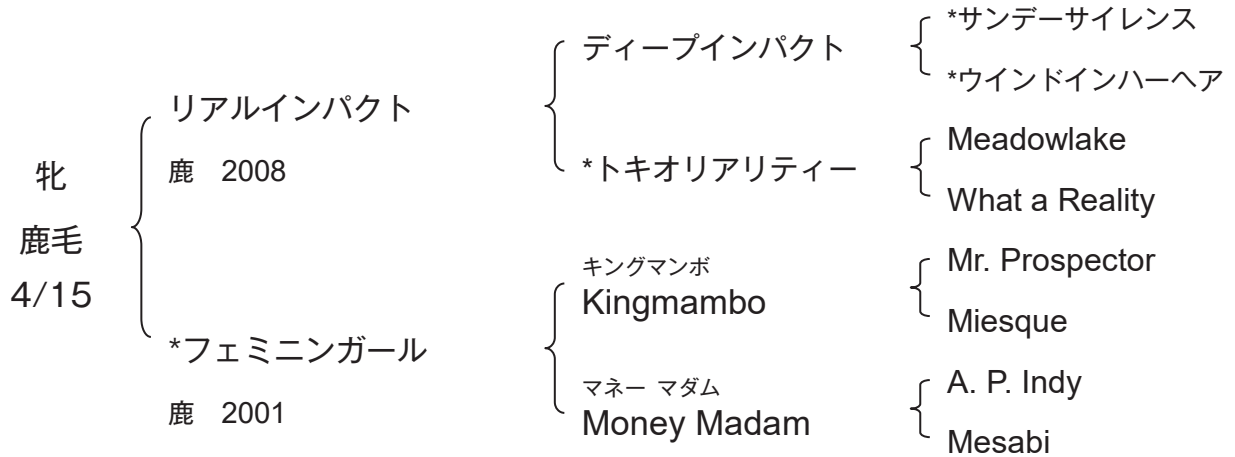 牝
鹿毛
4/15
リアルインパクト
鹿　2008
*フェミニンガール
鹿　2001
ディープインパクト
*トキオリアリティー
キングマンボ
Kingmambo
マネー マダム
Money Madam
*サンデーサイレンス
*ウインドインハーヘア
Meadowlake
What a Reality
Mr. Prospector
Miesque
A. P. Indy
Mesabi